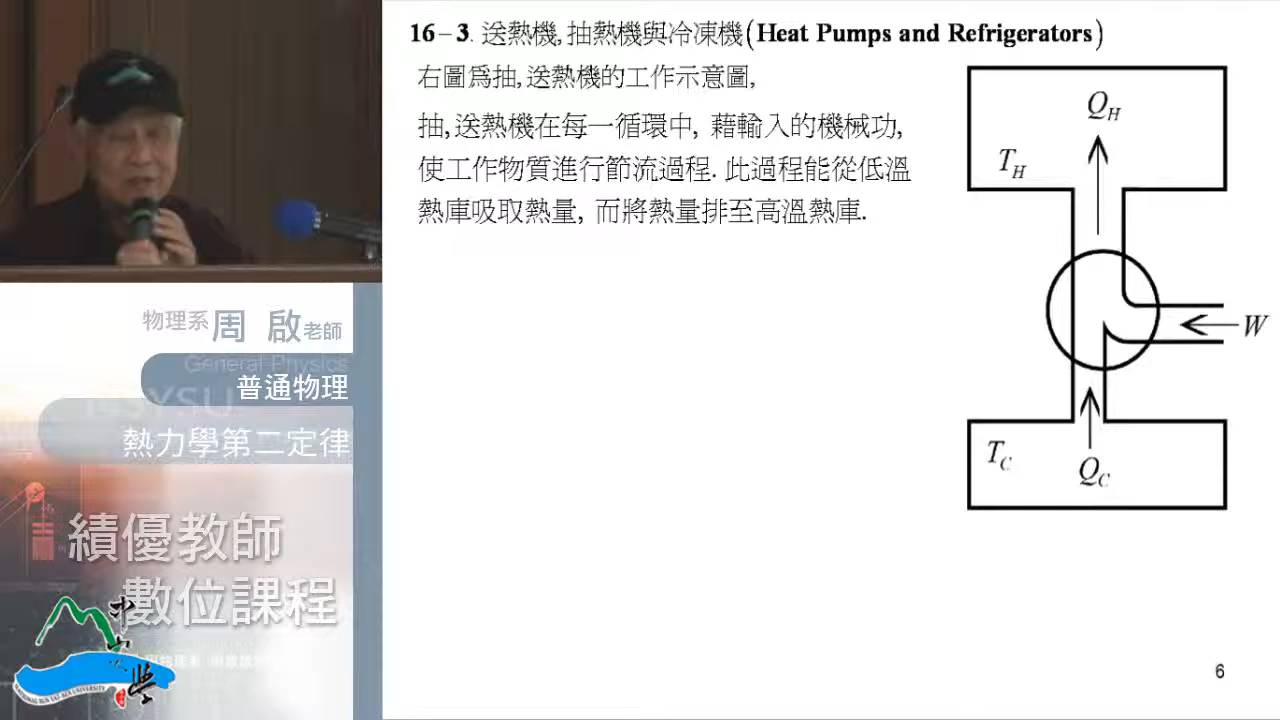 16-3. 送熱機, 抽熱機與冷凍機(Heat Pumps and Refrigerators)
右圖爲抽, 送熱機的工作示意圖,
抽, 送熱機在每一循環中, 藉輸入的機械功,
使工作物質進行節流過程. 此過程能從低溫
熱庫吸取熱量, 而將熱量排至高溫熱庫.
Q_H
T_H
W
T_C
Q_C
6
物理系 周 啟 老師
General Physics
普通物理
NSYSU
熱力學第二定律
績優教師
數位課程